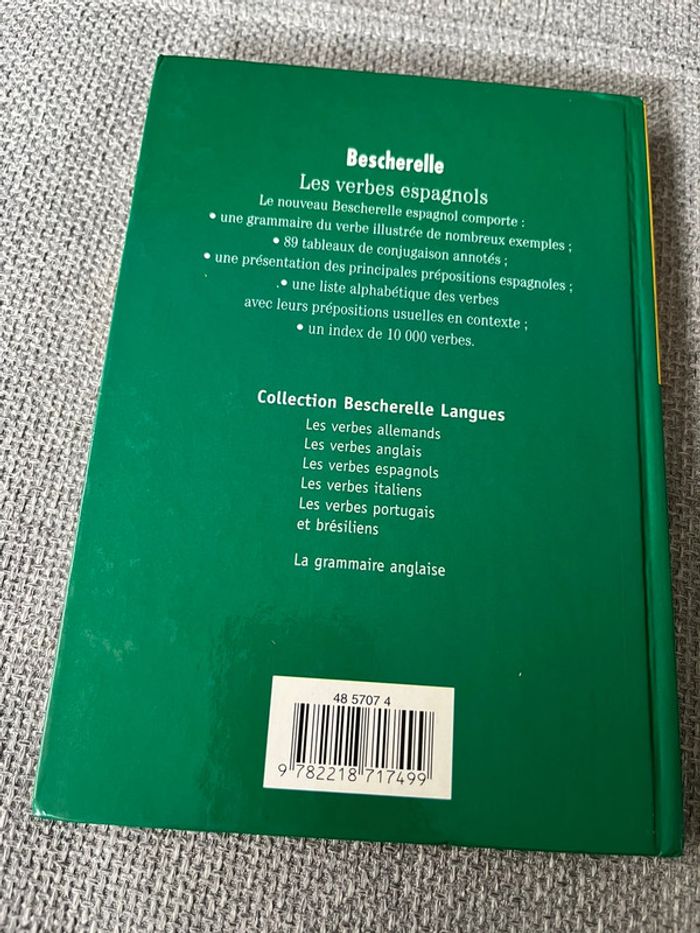 Bescherelle
Les verbes espagnols
Le nouveau Bescherelle espagnol comporte :
• une grammaire du verbe illustrée de nombreux exemples ;
• 89 tableaux de conjugaison annotés ;
• une présentation des principales prépositions espagnoles ;
• une liste alphabétique des verbes
avec leurs prépositions usuelles en contexte ;
• un index de 10 000 verbes.
Collection Bescherelle Langues
Les verbes allemands
Les verbes anglais
Les verbes espagnols
Les verbes italiens
Les verbes portugais
et brésiliens
La grammaire anglaise
48 5707 4
9 782218 717499